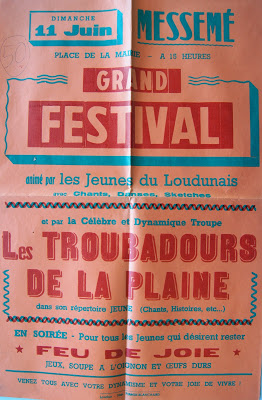 DIMANCHE
11 Juin
MESSEMÉ
50
PLACE DE LA MAIRIE - A 15 HEURES
GRAND
FESTIVAL
animé par les Jeunes du Loudunais
avec Chants, Danses, Sketches
et par la Célèbre et Dynamique Troupe
Les TROUBADOURS
DE LA PLAINE
dans son répertoire JEUNE (Chants, Histoires, etc...)
EN SOIRÉE - Pour tous les Jeunes qui désirent rester
★ FEU DE JOIE ★
JEUX, SOUPE A L'OIGNON ET ŒUFS DURS
VENEZ TOUS AVEC VOTRE DYNAMISME ET VOTRE JOIE DE VIVRE !